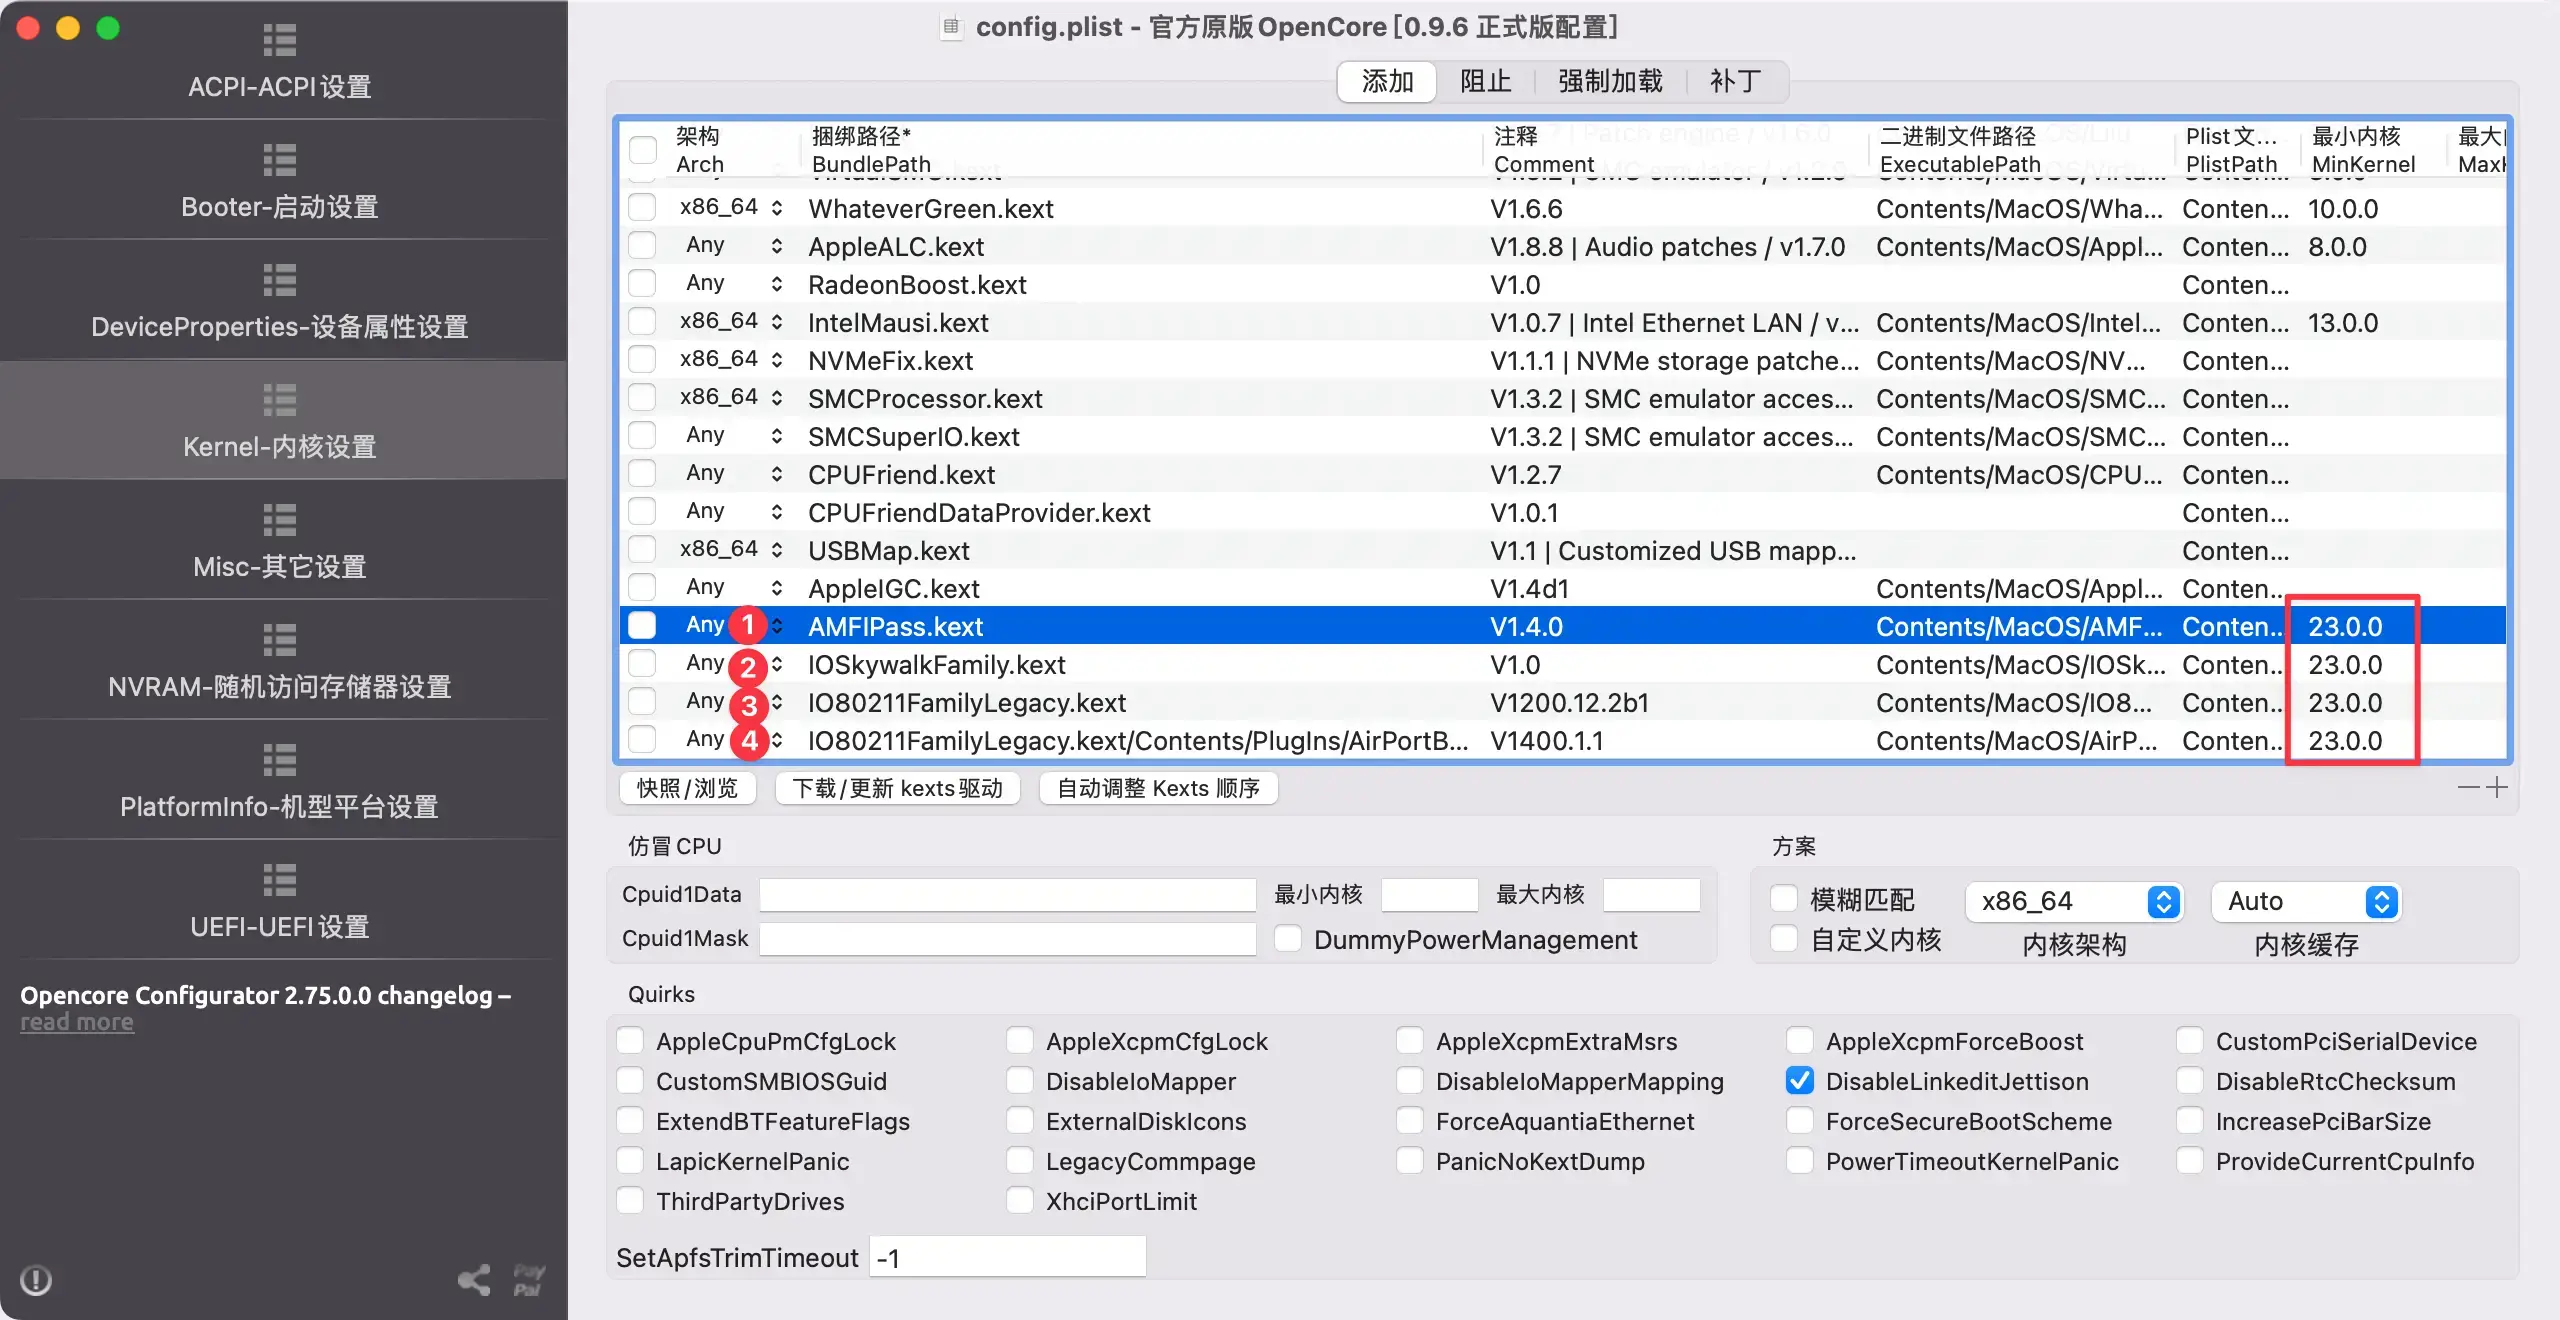 config.plist - 官方原版OpenCore[0.9.6 正式版配置]
ACPI-ACPI设置
Booter-启动设置
DeviceProperties-设备属性设置
Kernel-内核设置
Misc-其它设置
NVRAM-随机访问存储器设置
PlatformInfo-机型平台设置
UEFI-UEFI设置
Opencore Configurator 2.75.0.0 changelog –
read more
Pay
Pal
添加 阻止 强制加载 补丁
架构 捆绑路径* 注释 二进制文件路径 Plist文... 最小内核
Arch BundlePath Comment ExecutablePath PlistPath MinKernel
x86_64 WhateverGreen.kext V1.6.6 Contents/MacOS/Wha... Conten... 10.0.0
Any AppleALC.kext V1.8.8 | Audio patches / v1.7.0 Contents/MacOS/Appl... Conten... 8.0.0
Any RadeonBoost.kext V1.0 Conten...
x86_64 IntelMausi.kext V1.0.7 | Intel Ethernet LAN / v... Contents/MacOS/Intel... Conten... 13.0.0
x86_64 NVMeFix.kext V1.1.1 | NVMe storage patche... Contents/MacOS/NV... Conten...
x86_64 SMCProcessor.kext V1.3.2 | SMC emulator acces... Contents/MacOS/SMC... Conten...
Any SMCSuperIO.kext V1.3.2 | SMC emulator acces... Contents/MacOS/SMC... Conten...
Any CPUFriend.kext V1.2.7 Contents/MacOS/CPU... Conten...
Any CPUFriendDataProvider.kext V1.0.1 Conten...
x86_64 USBMap.kext V1.1 | Customized USB mapp... Conten...
Any AppleIGC.kext V1.4d1 Contents/MacOS/Appl... Conten...
Any 1 AMFIPass.kext V1.4.0 Contents/MacOS/AMF... Conten... 23.0.0
Any 2 IOSkywalkFamily.kext V1.0 Contents/MacOS/IOSk... Conten... 23.0.0
Any 3 IO80211FamilyLegacy.kext V1200.12.2b1 Contents/MacOS/IO8... Conten... 23.0.0
Any 4 IO80211FamilyLegacy.kext/Contents/PlugIns/AirPortB... V1400.1.1 Contents/MacOS/AirP... Conten... 23.0.0
快照/浏览 下载/更新 kexts驱动 自动调整 Kexts 顺序
仿冒CPU
Cpuid1Data 最小内核 最大内核
Cpuid1Mask DummyPowerManagement
方案
模糊匹配 x86_64 Auto
自定义内核 内核架构 内核缓存
Quirks
AppleCpuPmCfgLock AppleXcpmCfgLock AppleXcpmExtraMsrs AppleXcpmForceBoost CustomPciSerialDevice
CustomSMBIOSGuid DisableIoMapper DisableIoMapperMapping DisableLinkeditJettison DisableRtcChecksum
ExtendBTFeatureFlags ExternalDiskIcons ForceAquantiaEthernet ForceSecureBootScheme IncreasePciBarSize
LapicKernelPanic LegacyCommpage PanicNoKextDump PowerTimeoutKernelPanic ProvideCurrentCpuInfo
ThirdPartyDrives XhciPortLimit
SetApfsTrimTimeout -1